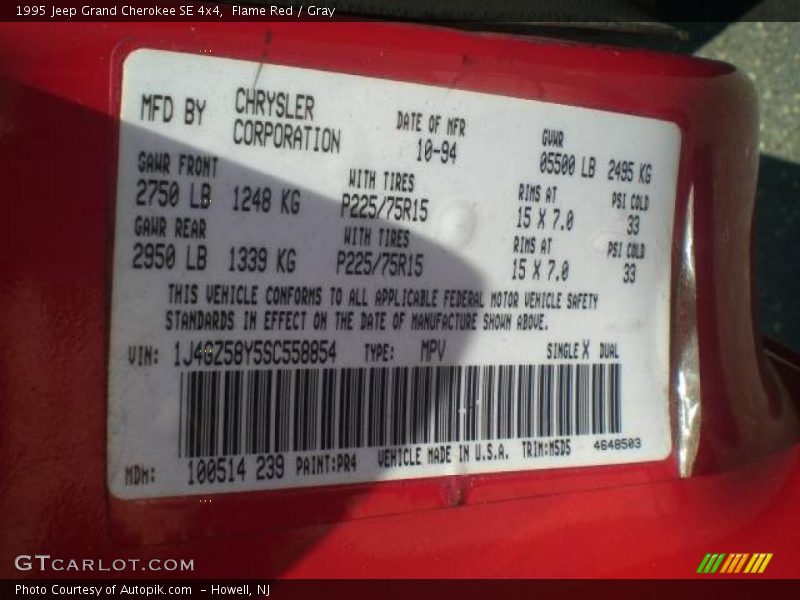 1995 Jeep Grand Cherokee SE 4x4,  Flame Red / Gray
MFD BY CHRYSLER CORPORATION DATE OF MFR 10-94 GVWR 05500 LB 2495 KG
GAWR FRONT WITH TIRES RIMS AT PSI COLD
2750 LB 1248 KG P225/75R15 15 X 7.0 33
GAWR REAR WITH TIRES RIMS AT PSI COLD
2950 LB 1339 KG P225/75R15 15 X 7.0 33
THIS VEHICLE CONFORMS TO ALL APPLICABLE FEDERAL MOTOR VEHICLE SAFETY
STANDARDS IN EFFECT ON THE DATE OF MANUFACTURE SHOWN ABOVE.
VIN: 1J4GZ58Y5SC558854 TYPE: MPV SINGLE X DUAL
MDH: 100514 239 PAINT:PR4 VEHICLE MADE IN U.S.A. TRIM:M5D5 4648503
GTCARLOT.COM
Photo Courtesy of Autopik.com  - Howell, NJ